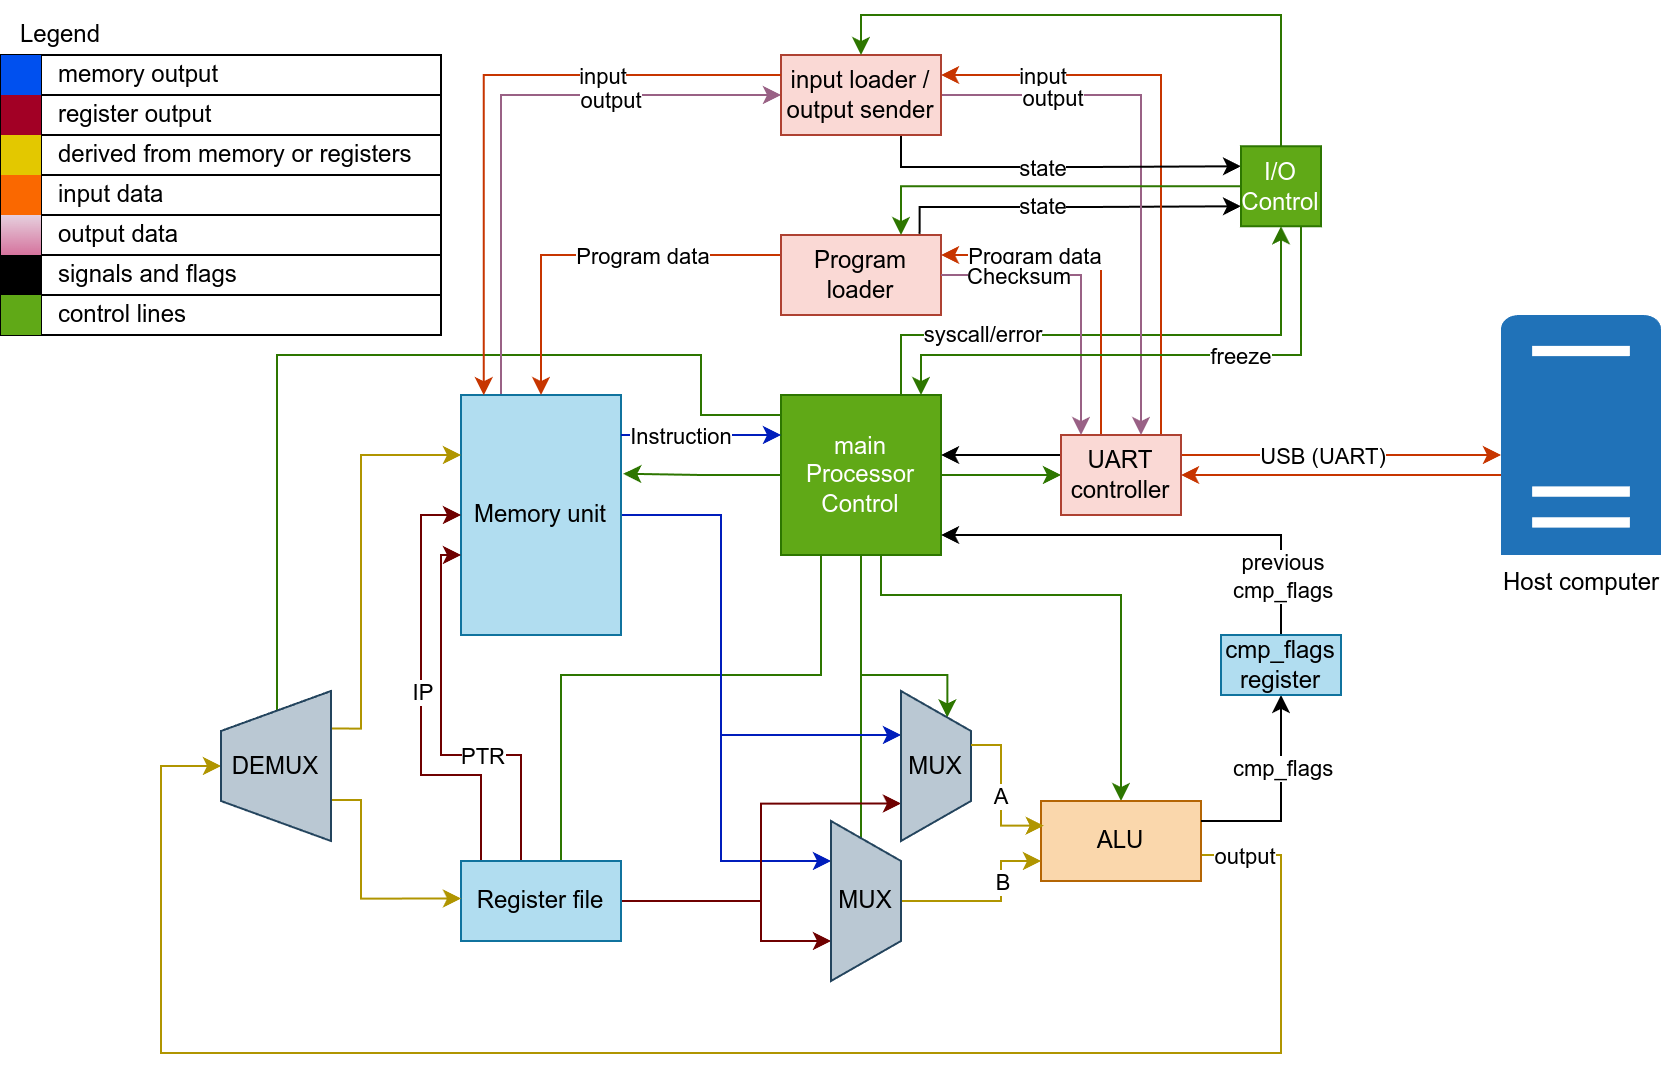 Legend
memory output
register output
derived from memory or registers
input data
output data
signals and flags
control lines
input
output
input loader /
output sender
input
output
state
I/O
Control
state
Program data
Program
loader
Program data
Checksum
syscall/error
freeze
Instruction
main
Processor
Control
UART
controller
USB (UART)
Memory unit
previous
cmp_flags
Host computer
cmp_flags
register
IP
PTR
DEMUX
MUX
cmp_flags
A
ALU
output
B
Register file
MUX